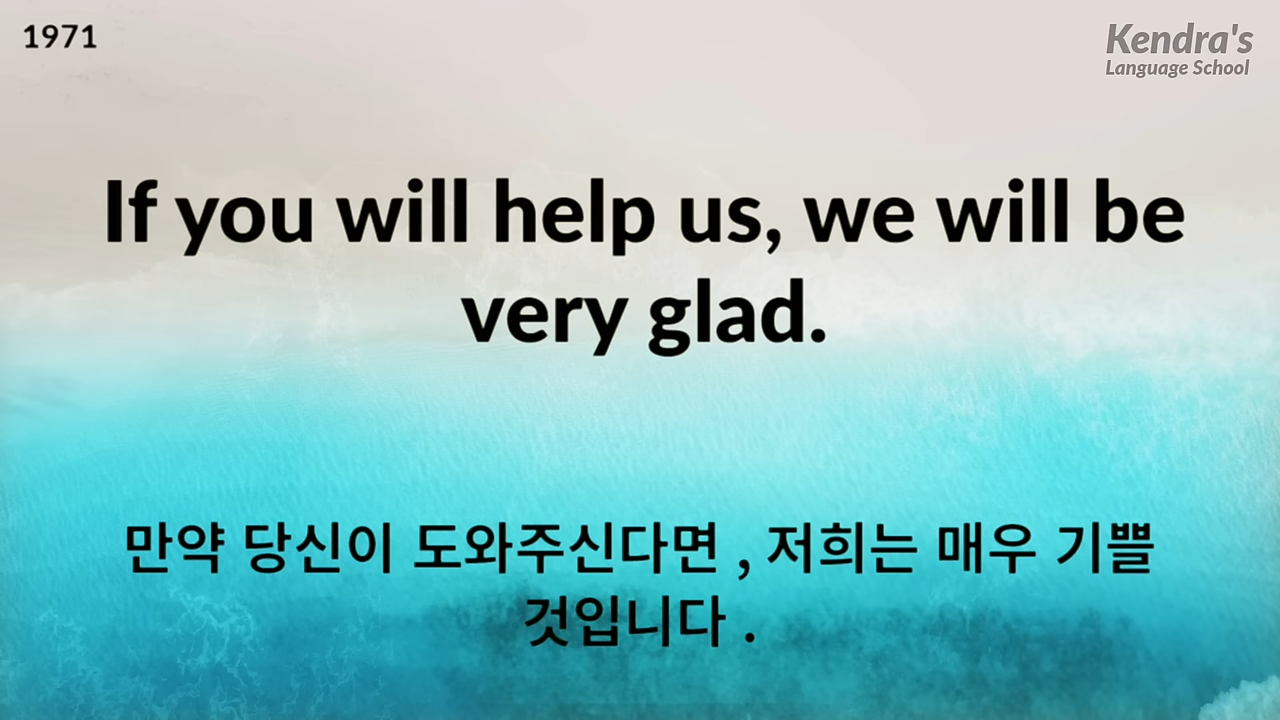 1971
Kendra's
Language School
If you will help us, we will be
very glad.
만약 당신이 도와주신다면 , 저희는 매우 기쁠
것입니다 .